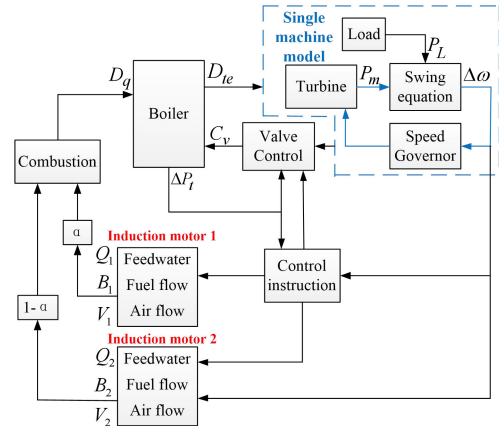 Single
machine
model
Load
P_L
D_q
D_te
P_m
Δω
Boiler
Turbine
Swing
equation
C_v
Valve
Control
Speed
Governor
Combustion
ΔP_t
α
Induction motor 1
Q_1
B_1
V_1
Feedwater
Fuel flow
Air flow
Control
instruction
1- α
Induction motor 2
Q_2
B_2
V_2
Feedwater
Fuel flow
Air flow